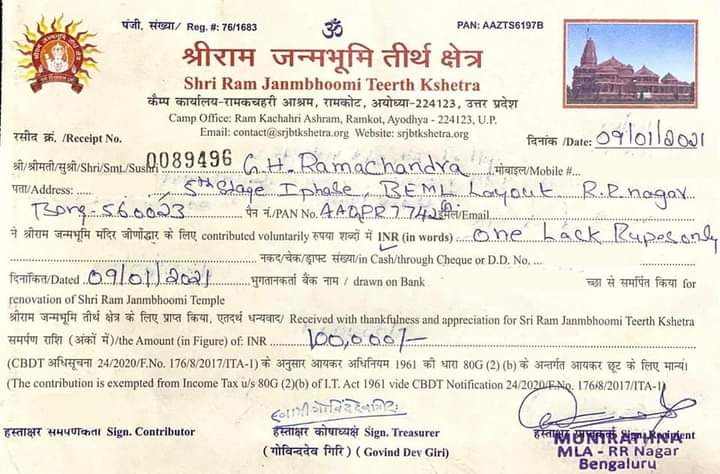 पंजी. संख्या/ Reg. #: 76/1683
ॐ
PAN: AAZTS6197B
श्रीराम जन्मभूमि तीर्थ क्षेत्र
Shri Ram Janmbhoomi Teerth Kshetra
कैम्प कार्यालय-रामकचहरी आश्रम, रामकोट, अयोध्या-224123, उत्तर प्रदेश
Camp Office: Ram Kachahri Ashram, Ramkot, Ayodhya - 224123, U.P.
Email: contact@srjbtkshetra.org Website: srjbtkshetra.org
रसीद क्र. /Receipt No. 0089496
दिनांक /Date: 09/01/2021
श्री/श्रीमती/सुश्री/Shri/Smt./Sushri G.H. Ramachandra मोबाइल/Mobile #
पता/Address: 5th Stage I phase, BEML Layout R.R. nagar
Bang-560023 पैन नं/PAN No. AAQPR7742 ईमेल/Email
ने श्रीराम जन्मभूमि मंदिर जीर्णोद्धार के लिए contributed voluntarily रुपया शब्दों में INR (in words) One Lack Rupes only
नकद/चेक/ड्राफ्ट संख्या/in Cash/through Cheque or D.D. No.
दिनांकित/Dated 09/01/2021 भुगतानकर्ता बैंक नाम / drawn on Bank च्छा से समर्पित किया for
renovation of Shri Ram Janmbhoomi Temple
श्रीराम जन्मभूमि तीर्थ क्षेत्र के लिए प्राप्त किया, एतदर्थ धन्यवाद/ Received with thankfulness and appreciation for Sri Ram Janmbhoomi Teerth Kshetra
समर्पण राशि (अंकों में)/the Amount (in Figure) of: INR 100,000/-
(CBDT अधिसूचना 24/2020/F.No. 176/8/2017/ITA-1) के अनुसार आयकर अधिनियम 1961 की धारा 80G (2) (b) के अन्तर्गत आयकर छूट के लिए मान्य।
(The contribution is exempted from Income Tax u/s 80G (2)(b) of I.T. Act 1961 vide CBDT Notification 24/2020/F.No. 176/8/2017/ITA-1)
हस्ताक्षर समपणकता Sign. Contributor
हस्ताक्षर कोषाध्यक्ष Sign. Treasurer
हस्ताक्षर Sign. Recipient
(गोविन्ददेव गिरि) (Govind Dev Giri)
MUNIRATHNA
MLA - RR Nagar
Bengaluru